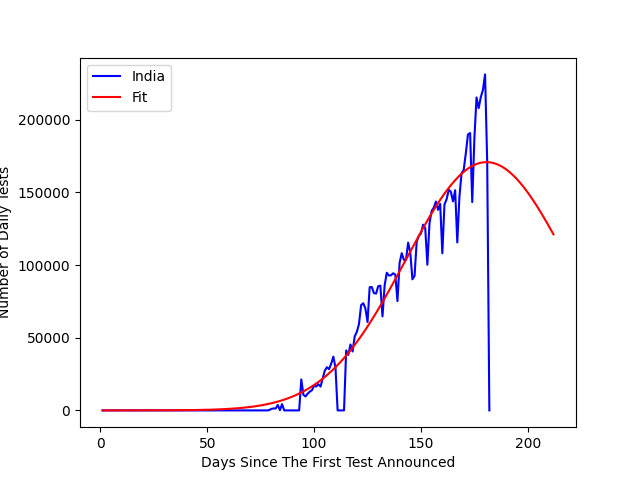 India
Fit
200000
150000
100000
50000
0
Number of Daily Tests
0 50 100 150 200
Days Since The First Test Announced